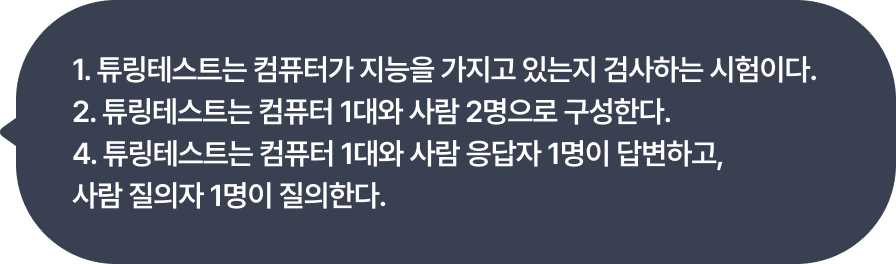 1. 튜링테스트는 컴퓨터가 지능을 가지고 있는지 검사하는 시험이다.
2. 튜링테스트는 컴퓨터 1대와 사람 2명으로 구성한다.
4. 튜링테스트는 컴퓨터 1대와 사람 응답자 1명이 답변하고,
사람 질의자 1명이 질의한다.